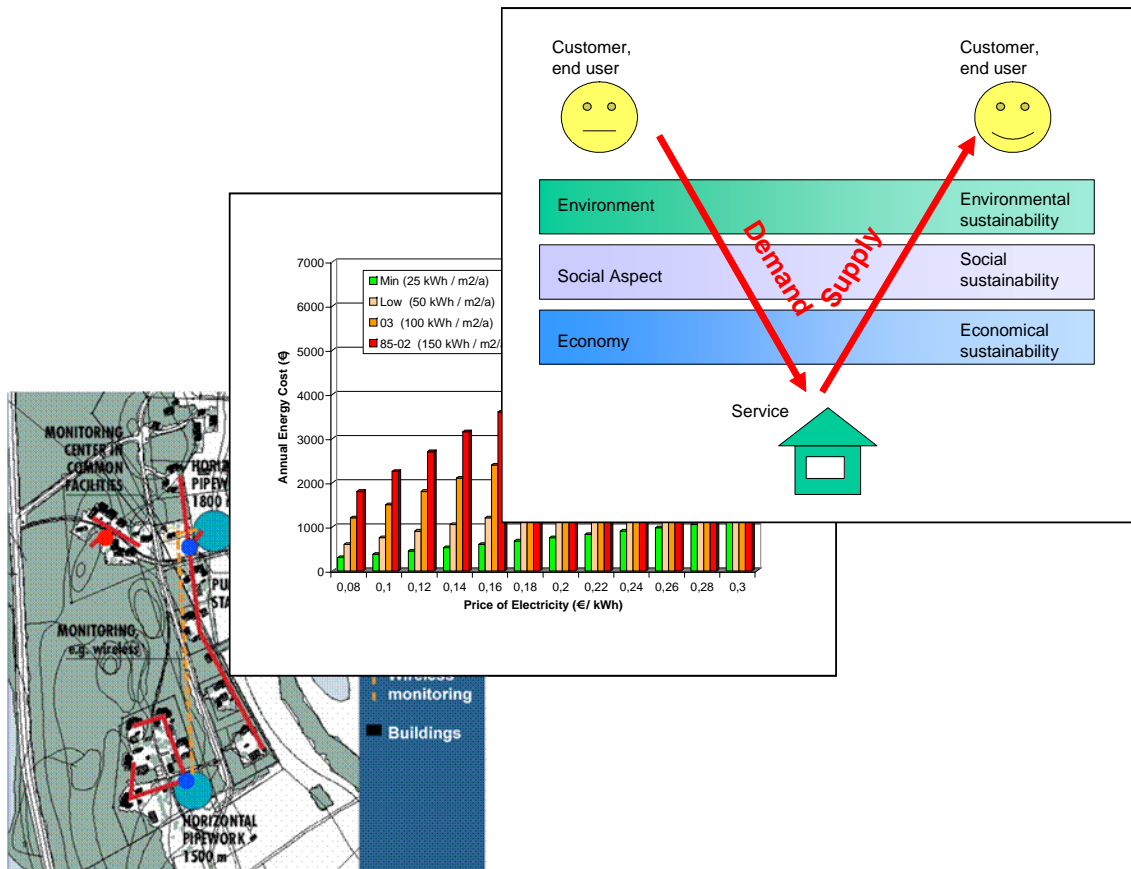 Customer,
end user
Customer,
end user
Environment
Environmental
sustainability
Social Aspect
Social
sustainability
Economy
Economical
sustainability
Demand
Supply
Service
7000
6000
5000
4000
3000
2000
1000
0
Annual Energy Cost (€)
Min (25 kWh / m2/a)
Low (50 kWh / m2/a)
03 (100 kWh / m2/a)
85-02 (150 kWh / m2/a
0,08 0,1 0,12 0,14 0,16 0,18 0,2 0,22 0,24 0,26 0,28 0,3
Price of Electricity (€/ kWh)
MONITORING
CENTER IN
COMMON
FACILITIES
PIPEW
1800
MONITORING,
e.g. wireless
Wireless
monitoring
Buildings
HORIZONTAL
PIPEWORK
1500 m